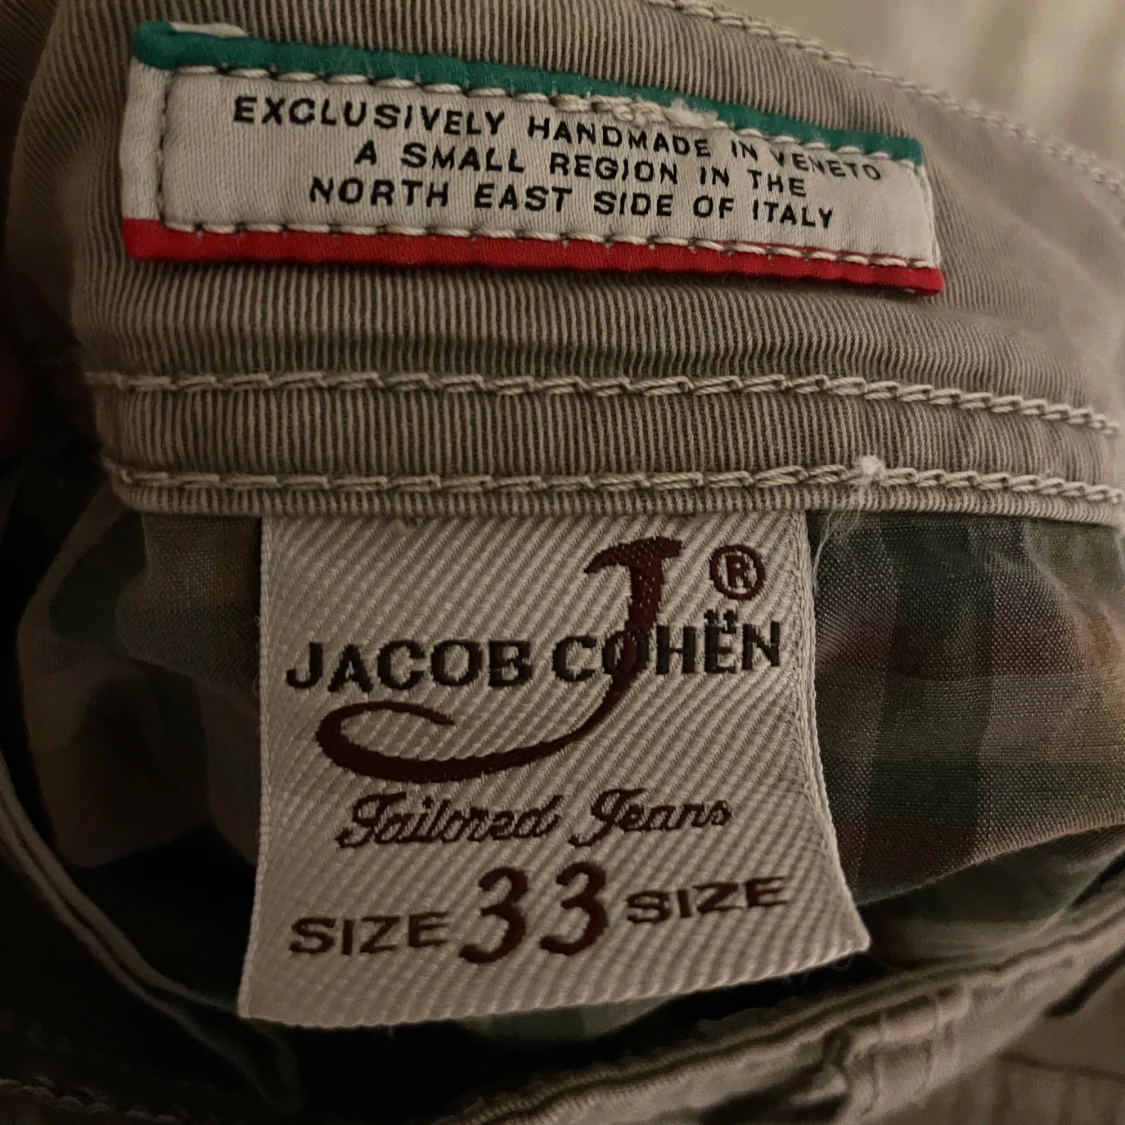 EXCLUSIVELY HANDMADE IN VENETO
A SMALL REGION IN THE
NORTH EAST SIDE OF ITALY
J ®
JACOB COHËN
Tailored Jeans
SIZE 33 SIZE